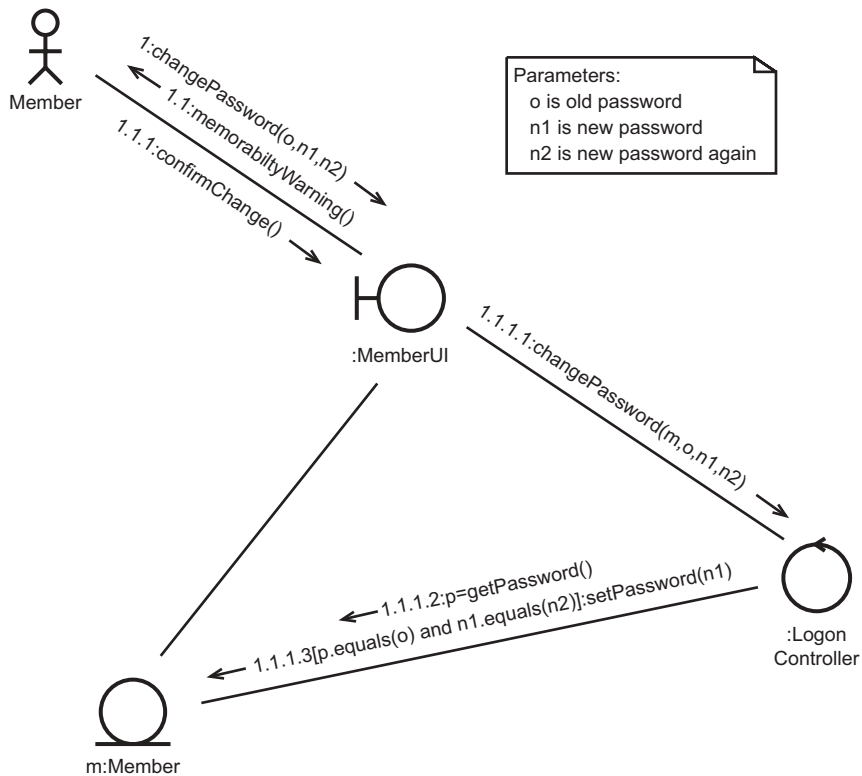 Member
1:changePassword(o,n1,n2)
1.1:memorabiltyWarning()
1.1.1:confirmChange()
Parameters:
o is old password
n1 is new password
n2 is new password again
:MemberUI
1.1.1.1:changePassword(m,o,n1,n2)
1.1.1.2:p=getPassword()
1.1.1.3[p.equals(o) and n1.equals(n2)]:setPassword(n1)
:Logon
Controller
m:Member